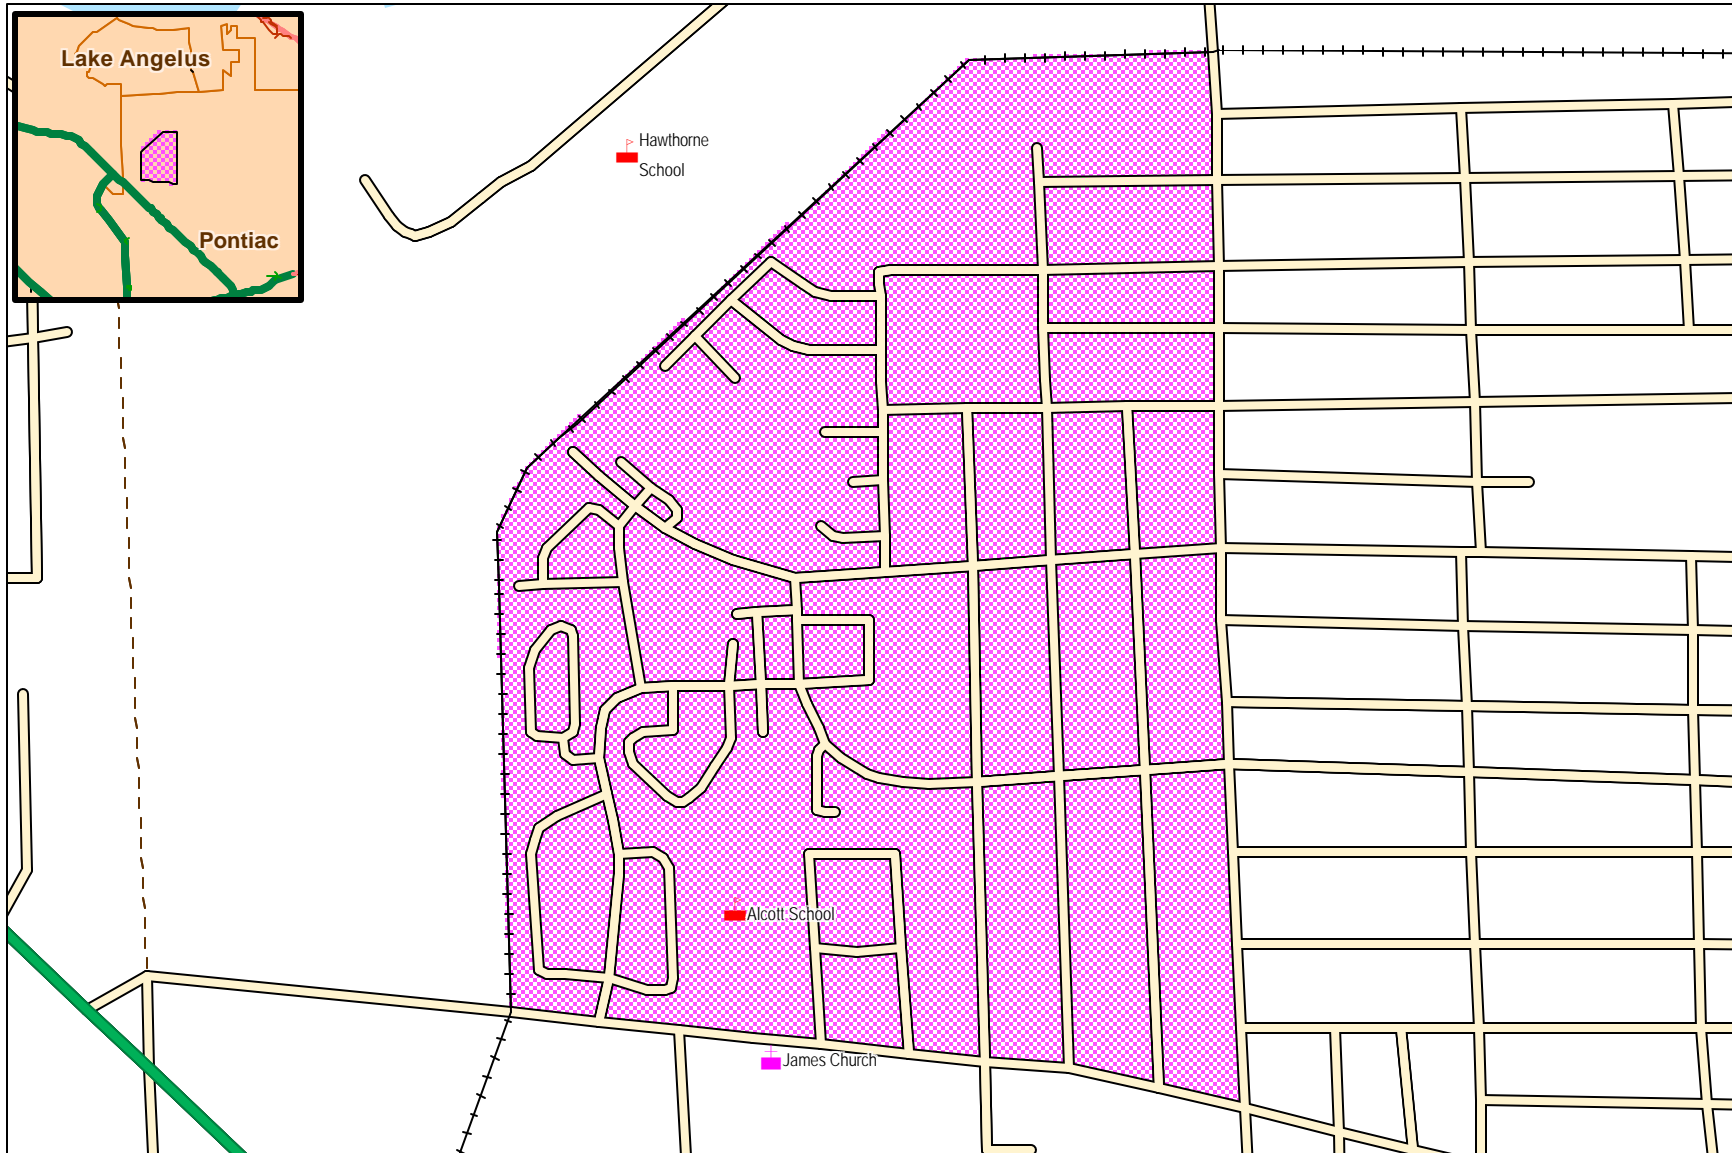 Lake Angelus
Pontiac
Hawthorne
School
Alcott School
James Church